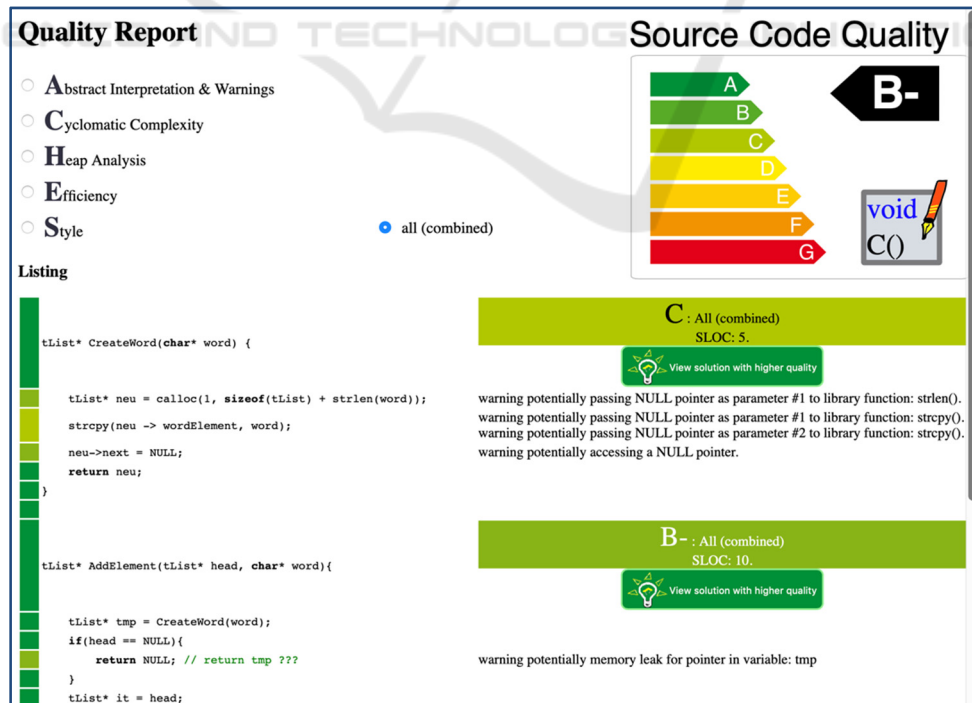 Quality Report
Source Code Quality
Abstract Interpretation & Warnings
Cyclomatic Complexity
Heap Analysis
Efficiency
Style
all (combined)
A
B
C
D
E
F
G
B-
void
C()
Listing
C : All (combined)
SLOC: 5.
tList* CreateWord(char* word) {
View solution with higher quality
tList* neu = calloc(1, sizeof(tList) + strlen(word));
warning potentially passing NULL pointer as parameter #1 to library function: strlen().
strcpy(neu -> wordElement, word);
warning potentially passing NULL pointer as parameter #1 to library function: strcpy().
warning potentially passing NULL pointer as parameter #2 to library function: strcpy().
neu->next = NULL;
warning potentially accessing a NULL pointer.
return neu;
}
B- : All (combined)
SLOC: 10.
tList* AddElement(tList* head, char* word){
View solution with higher quality
tList* tmp = CreateWord(word);
if(head == NULL){
return NULL; // return tmp ???
warning potentially memory leak for pointer in variable: tmp
}
tList* it = head;